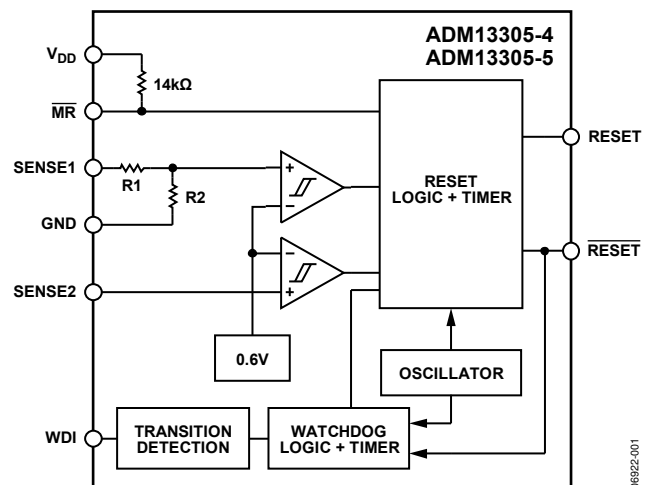 ADM13305-4
ADM13305-5
VDD
14kΩ
MR
SENSE1
R1
R2
GND
SENSE2
+
−
−
+
RESET
LOGIC + TIMER
RESET
RESET
0.6V
OSCILLATOR
WDI
TRANSITION
DETECTION
WATCHDOG
LOGIC + TIMER
06922-001